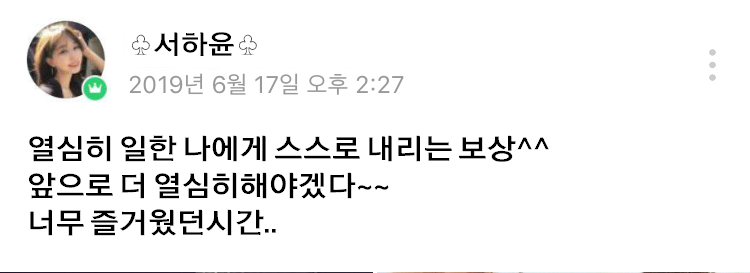 ♧서하윤♧
2019년 6월 17일 오후 2:27
열심히 일한 나에게 스스로 내리는 보상^^
앞으로 더 열심히해야겠다~~
너무 즐거웠던시간..